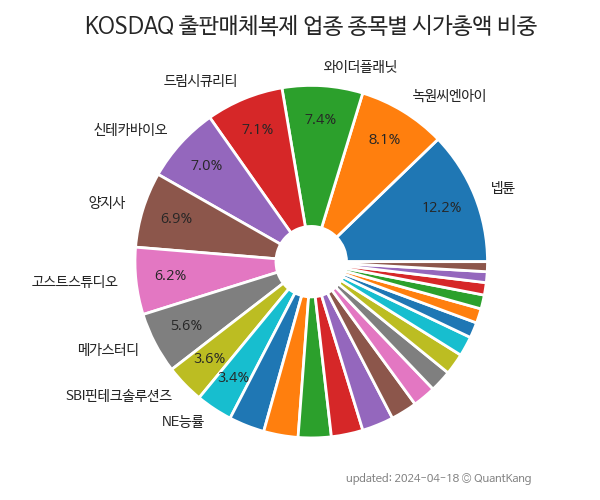 KOSDAQ 출판매체복제 업종 종목별 시가총액 비중
와이더플래닛
드림시큐리티
녹원씨엔아이
7.4%
7.1%
8.1%
신테카바이오
7.0%
넵튠
양지사
12.2%
6.9%
6.2%
고스트스튜디오
5.6%
메가스터디
3.6%
3.4%
SBI핀테크솔루션즈
NE능률
updated: 2024-04-18 © QuantKang